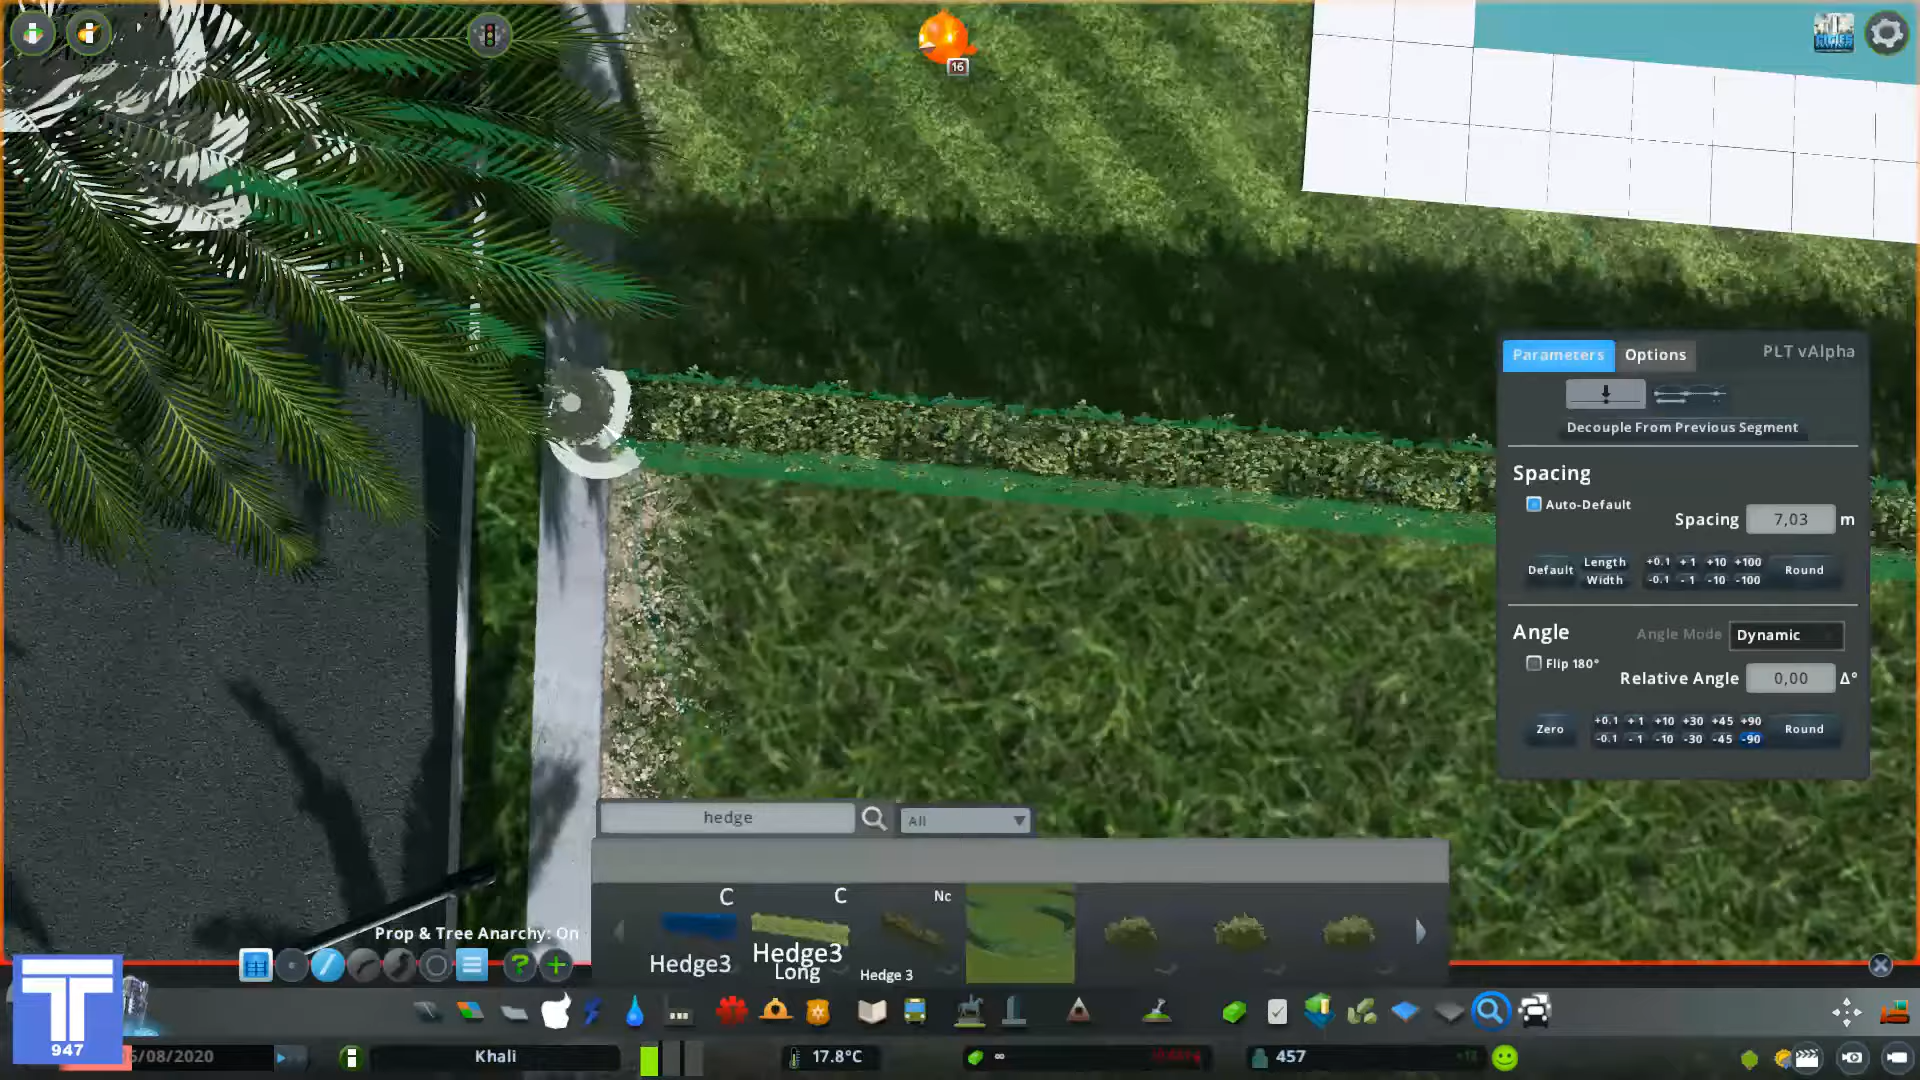 16
CITIES
Parameters
Options
PLT vAlpha
Decouple From Previous Segment
Spacing
Auto-Default
Spacing 7,03 m
Default
Length
Width
+0.1 +1 +10 +100
-0.1 -1 -10 -100
Round
Angle
Angle Mode Dynamic
Flip 180°
Relative Angle 0,00 Δ°
Zero
+0.1 +1 +10 +30 +45 +90
-0.1 -1 -10 -30 -45 -90
Round
hedge
All
C
C
Nc
Hedge3
Hedge3
Long
Hedge 3
Prop & Tree Anarchy: On
947
/08/2020
Khali
17.8°C
∞
457